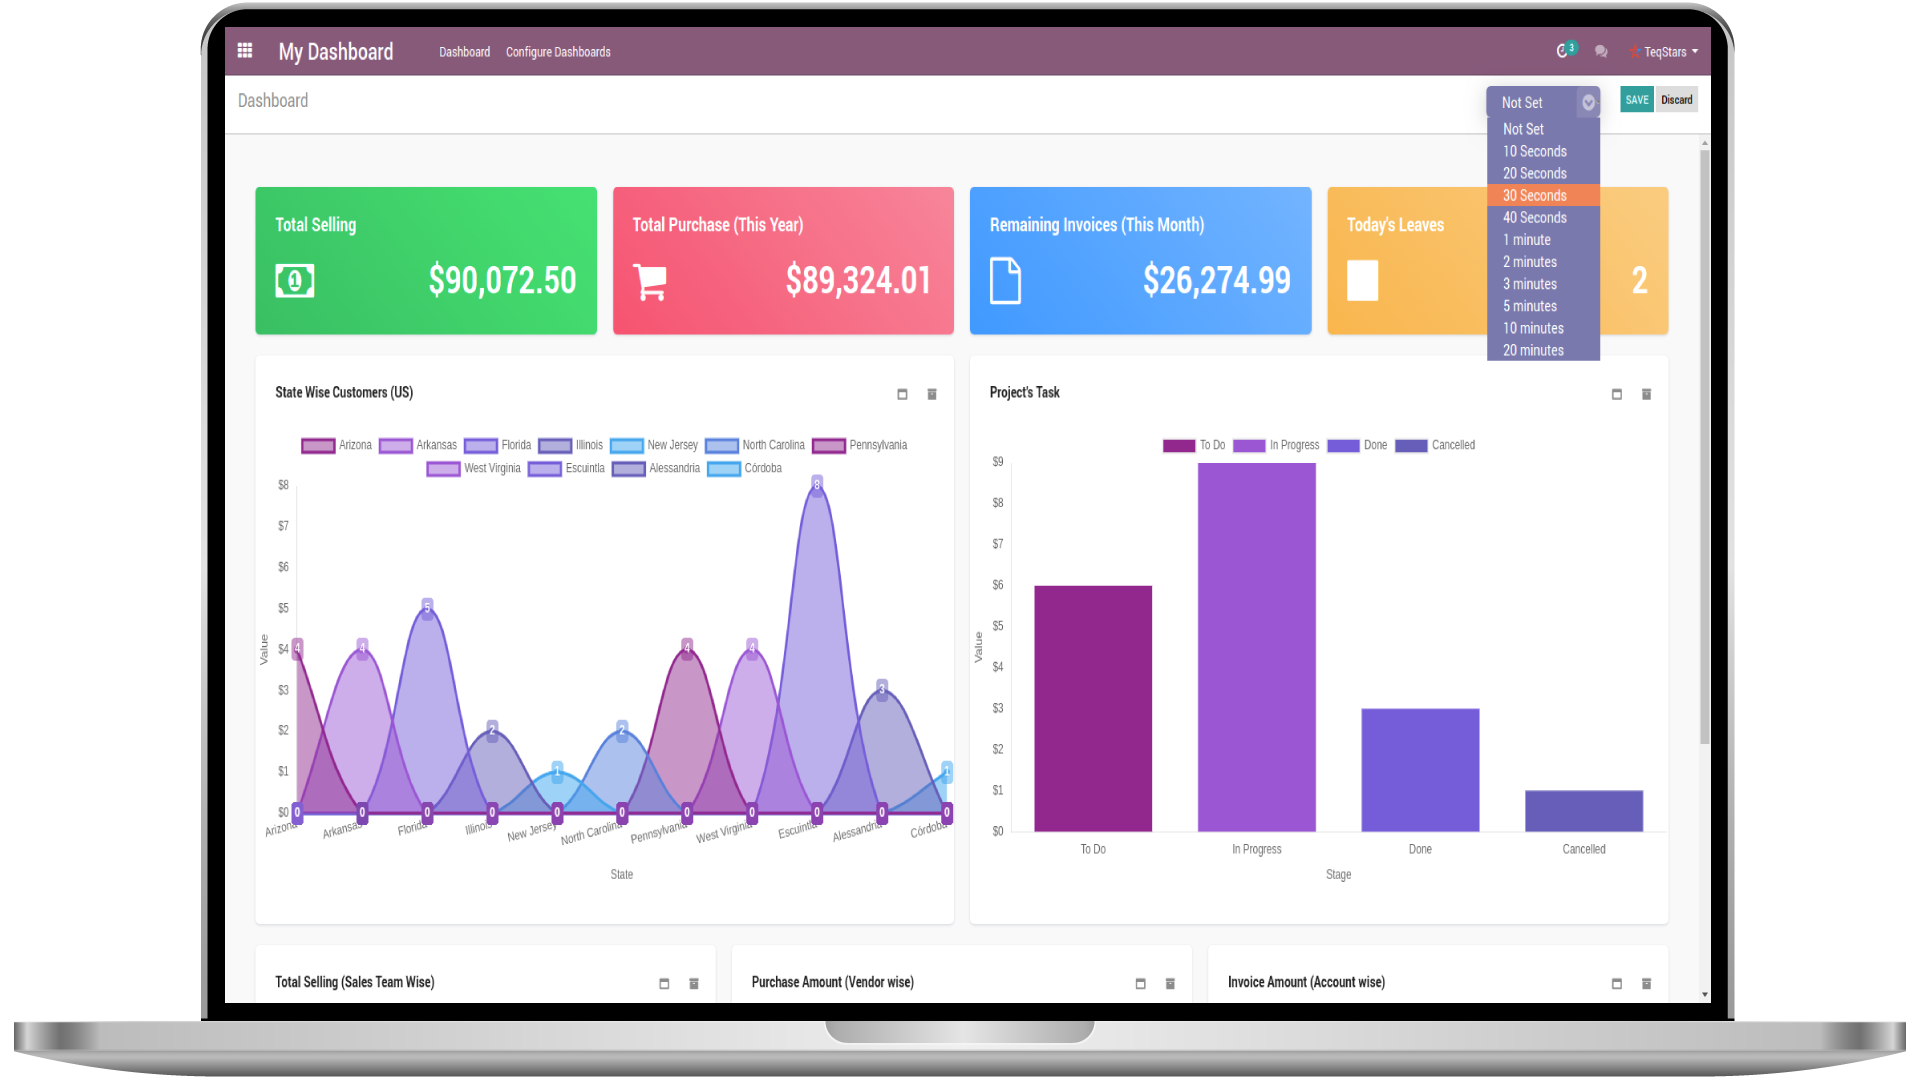 My Dashboard Dashboard Configure Dashboards 3 TeqStars
Dashboard Not Set SAVE Discard
Not Set
10 Seconds
20 Seconds
30 Seconds
40 Seconds
1 minute
2 minutes
3 minutes
5 minutes
10 minutes
20 minutes
Total Selling
1 $90,072.50
Total Purchase (This Year)
$89,324.01
Remaining Invoices (This Month)
$26,274.99
Today's Leaves
2
State Wise Customers (US)
Arizona Arkansas Florida Illinois New Jersey North Carolina Pennsylvania
West Virginia Escuintla Alessandria Córdoba
$8
$7
$6
$5
$4
$3
$2
$1
$0
Value
4 4 5 2 1 2 4 4 8 3 1
0 0 0 0 0 0 0 0 0 0 0
Arizona Arkansas Florida Illinois New Jersey North Carolina Pennsylvania West Virginia Escuintla Alessandria Córdoba
State
Project's Task
To Do In Progress Done Cancelled
$9
$8
$7
$6
$5
$4
$3
$2
$1
$0
Value
To Do In Progress Done Cancelled
Stage
Total Selling (Sales Team Wise)
Purchase Amount (Vendor wise)
Invoice Amount (Account wise)